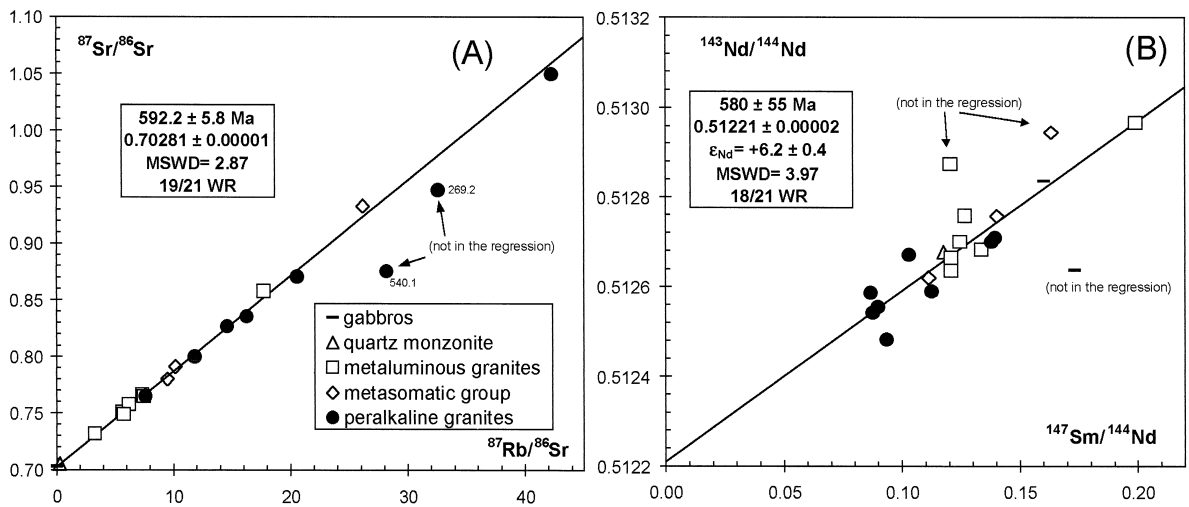 1.10
1.05
1.00
0.95
0.90
0.85
0.80
0.75
0.70
0
10
20
30
40
⁸⁷Sr/⁸⁶Sr
(A)
592.2 ± 5.8 Ma
0.70281 ± 0.00001
MSWD= 2.87
19/21 WR
269.2
(not in the regression)
540.1
gabbros
quartz monzonite
metaluminous granites
metasomatic group
peralkaline granites
⁸⁷Rb/⁸⁶Sr
0.5132
0.5130
0.5128
0.5126
0.5124
0.5122
0.00
0.05
0.10
0.15
0.20
¹⁴³Nd/¹⁴⁴Nd
(B)
580 ± 55 Ma
0.51221 ± 0.00002
εNd= +6.2 ± 0.4
MSWD= 3.97
18/21 WR
(not in the regression)
(not in the regression)
¹⁴⁷Sm/¹⁴⁴Nd